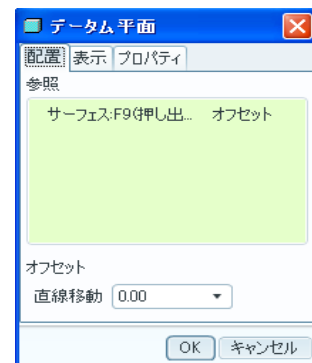 データム平面
配置 表示 プロパティ
参照
サーフェス:F9(押し出... オフセット
オフセット
直線移動 0.00
OK キャンセル